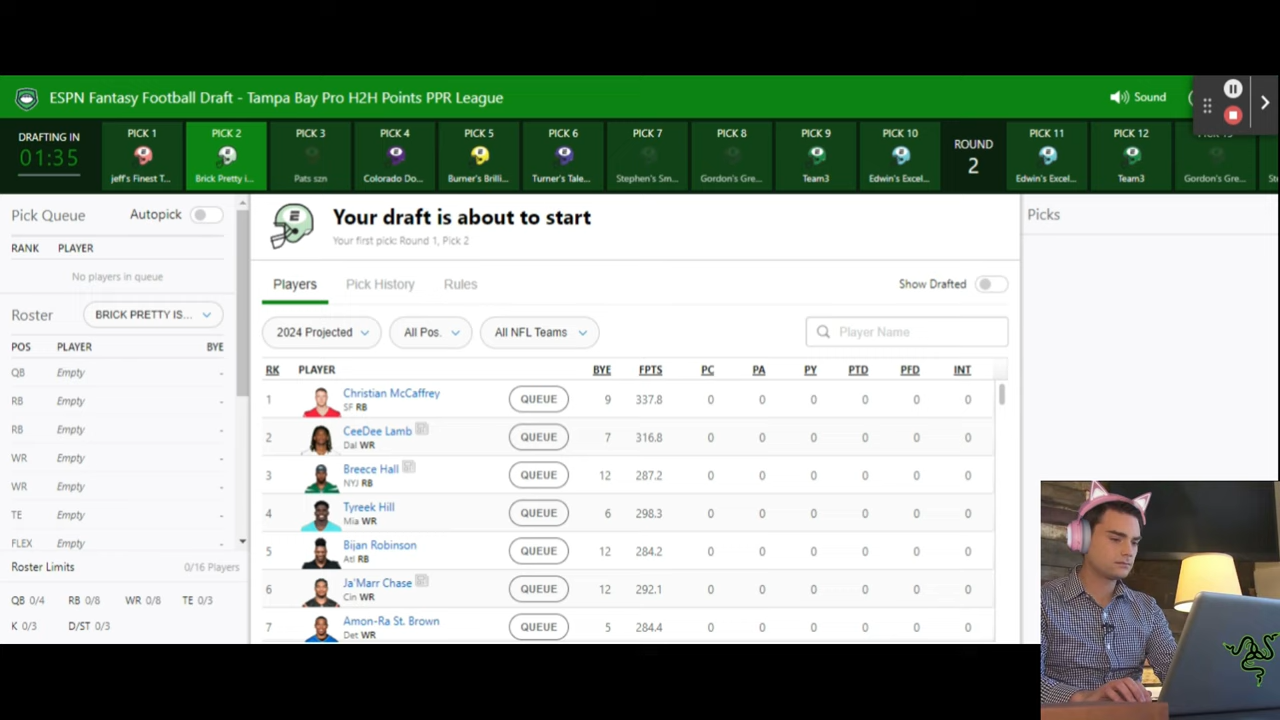 ESPN Fantasy Football Draft - Tampa Bay Pro H2H Points PPR League
Sound
DRAFTING IN
01:35
PICK 1
jeff's Finest T...
PICK 2
Brick Pretty i...
PICK 3
Pats szn
PICK 4
Colorado Do...
PICK 5
Burner's Brilli...
PICK 6
Turner's Tale...
PICK 7
Stephen's Sm...
PICK 8
Gordon's Gre...
PICK 9
Team3
PICK 10
Edwin's Excel...
ROUND
2
PICK 11
Edwin's Excel...
PICK 12
Team3
Gordon's Gre...
Pick Queue
Autopick
RANK PLAYER
No players in queue
Roster
BRICK PRETTY IS...
POS PLAYER BYE
QB Empty -
RB Empty -
RB Empty -
WR Empty -
WR Empty -
TE Empty -
FLEX Empty -
Roster Limits 0/16 Players
QB 0/4 RB 0/8 WR 0/8 TE 0/3
K 0/3 D/ST 0/3
Your draft is about to start
Your first pick: Round 1, Pick 2
Players Pick History Rules
Show Drafted
2024 Projected All Pos. All NFL Teams Player Name
RK PLAYER BYE FPTS PC PA PY PTD PFD INT
1 Christian McCaffrey QUEUE 9 337.8 0 0 0 0 0 0
SF RB
2 CeeDee Lamb QUEUE 7 316.8 0 0 0 0 0 0
Dal WR
3 Breece Hall QUEUE 12 287.2 0 0 0 0 0 0
NYJ RB
4 Tyreek Hill QUEUE 6 298.3 0 0 0 0 0 0
Mia WR
5 Bijan Robinson QUEUE 12 284.2 0 0 0 0 0 0
Atl RB
6 Ja'Marr Chase QUEUE 12 292.1 0 0 0 0 0 0
Cin WR
7 Amon-Ra St. Brown QUEUE 5 284.4 0 0 0 0 0 0
Det WR
Picks